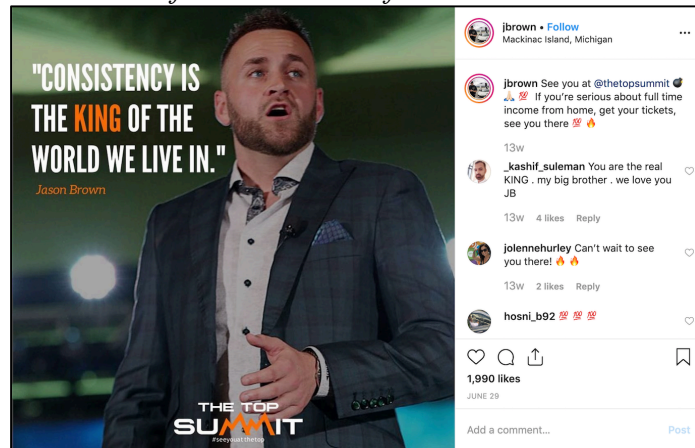 "CONSISTENCY IS
THE KING OF THE
WORLD WE LIVE IN."
Jason Brown
THE TOP
SUMMIT
#seeyouatthetop
jbrown • Follow
Mackinac Island, Michigan
jbrown See you at @thetopsummit 💣
🙏🏻 💯 If you're serious about full time
income from home, get your tickets,
see you there 💯 🔥
13w
_kashif_suleman You are the real
KING . my big brother . we love you
JB
13w 4 likes Reply
jolennehurley Can't wait to see
you there! 🔥 🔥
13w 2 likes Reply
hosni_b92 💯 💯 💯
1,990 likes
JUNE 29
Add a comment... Post